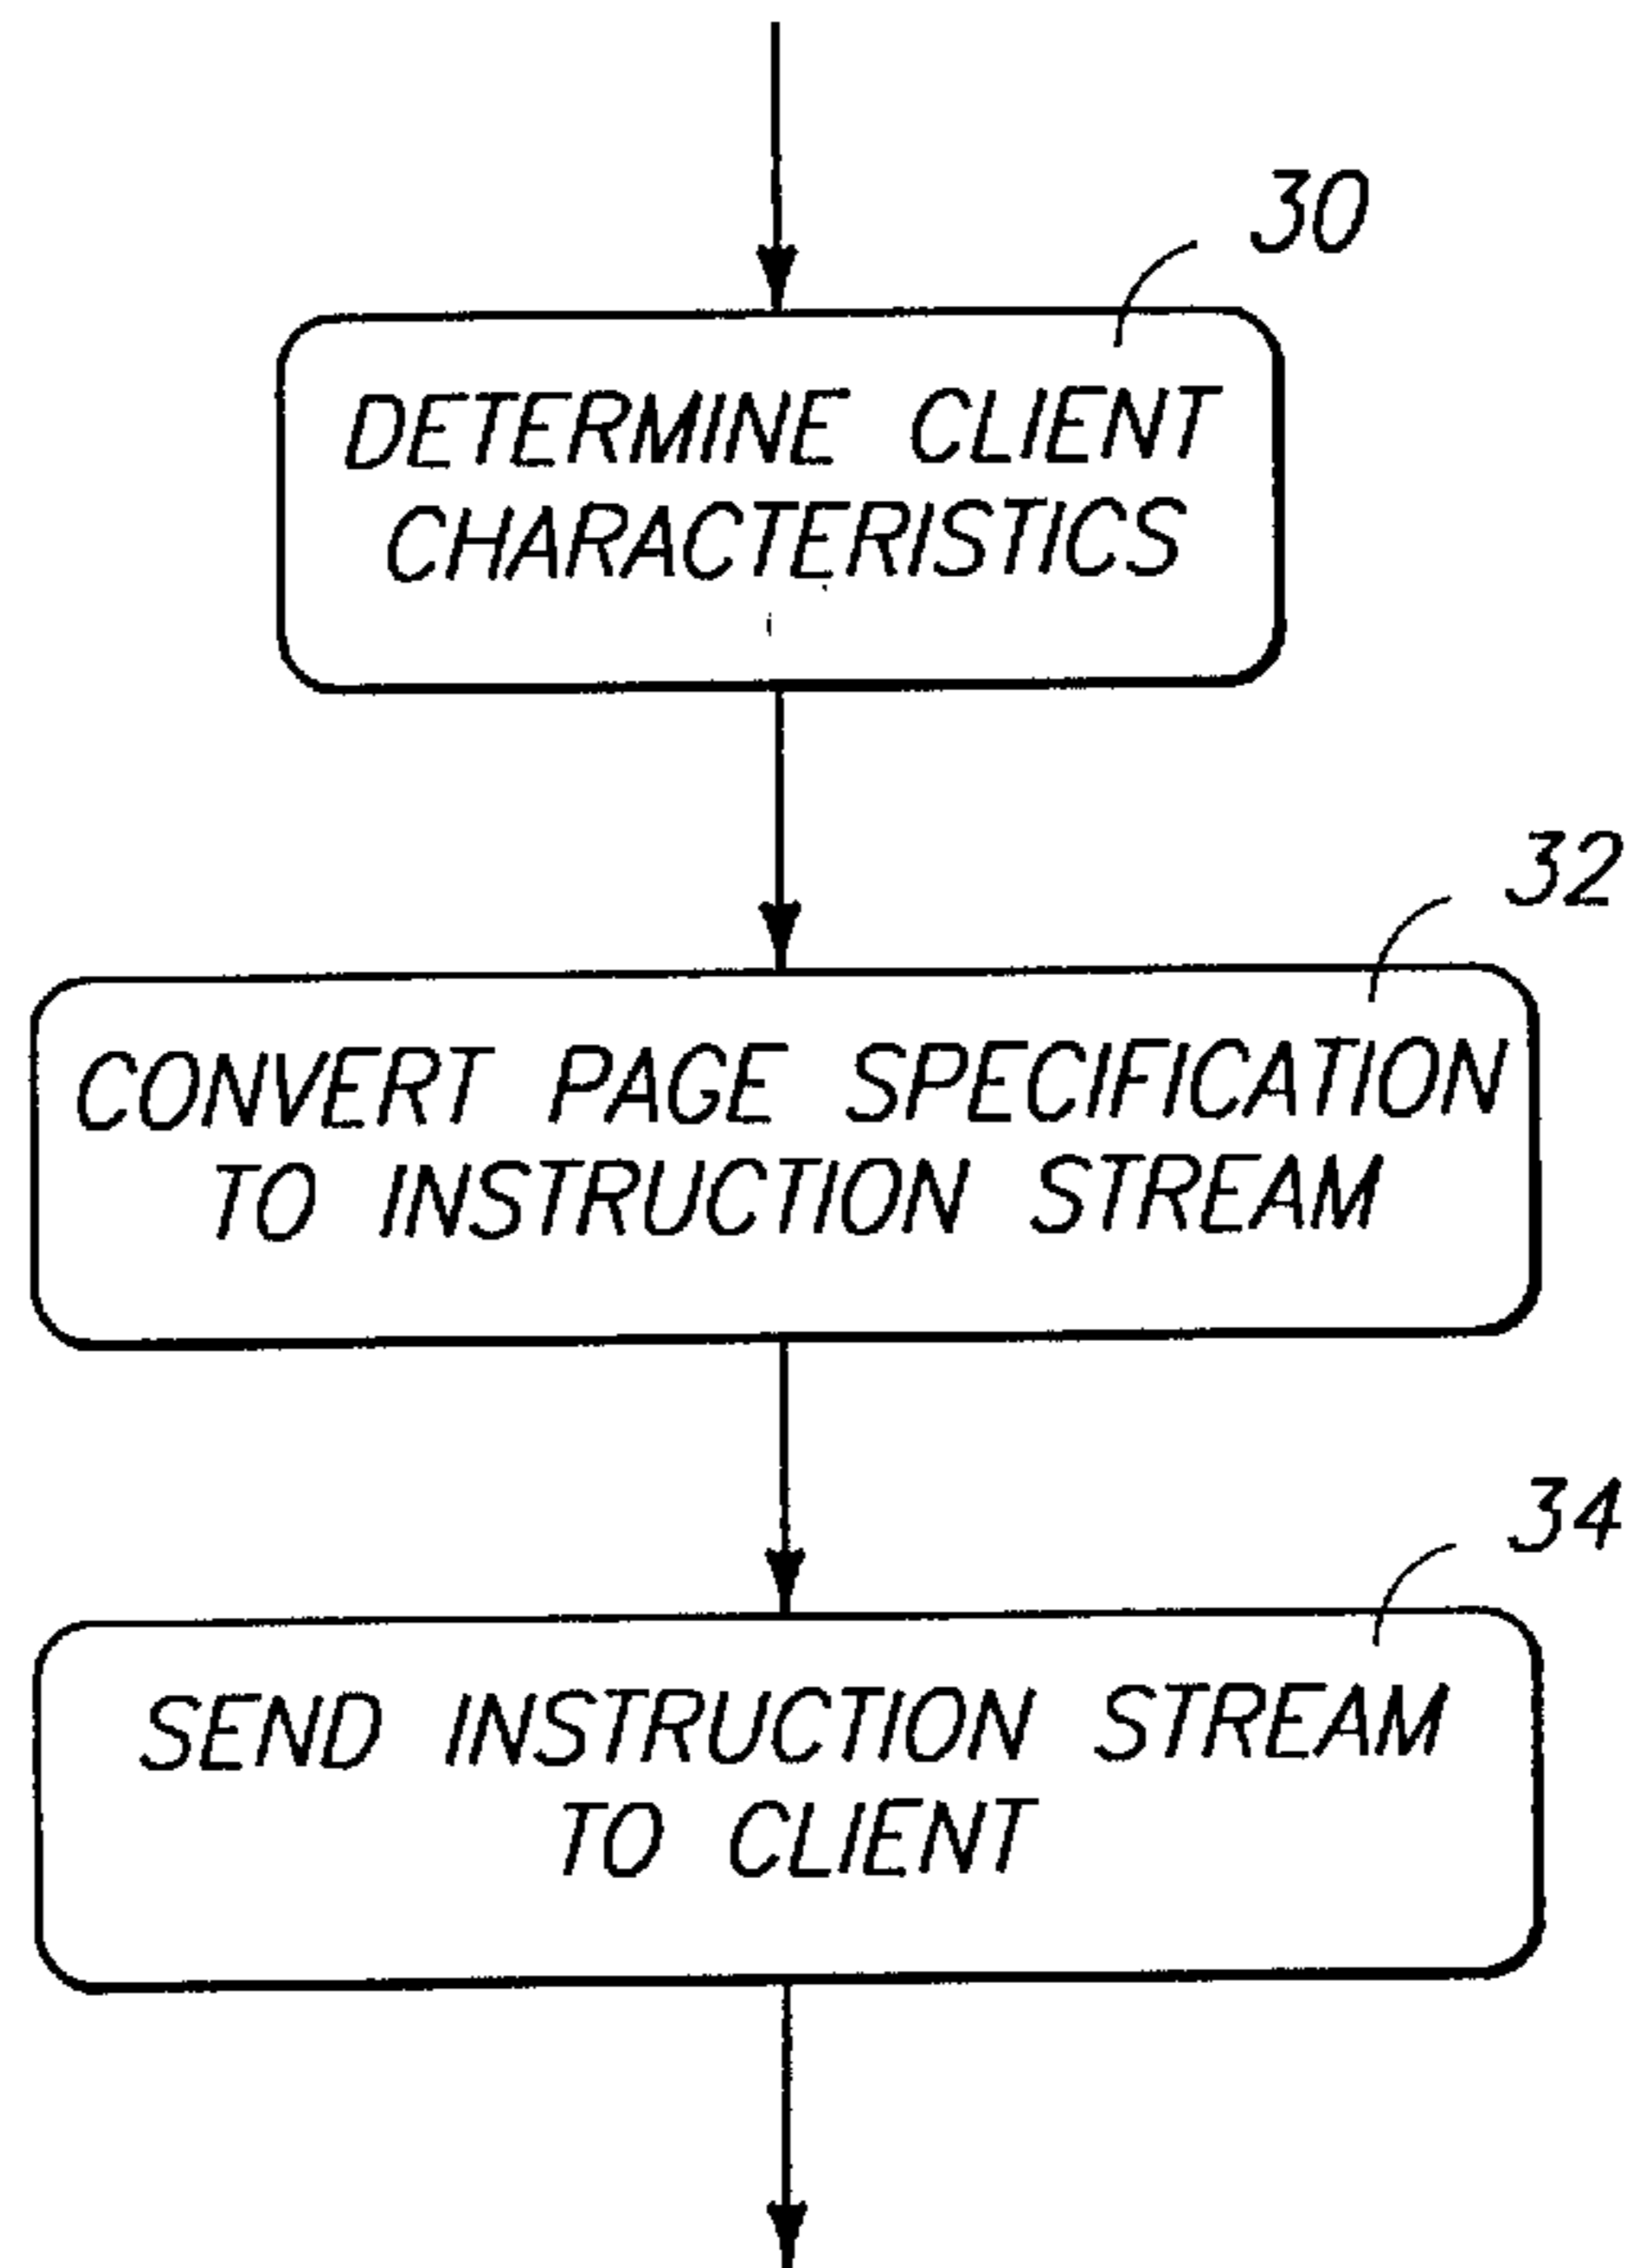 30
DETERMINE CLIENT
CHARACTERISTICS
32
CONVERT PAGE SPECIFICATION
TO INSTRUCTION STREAM
34
SEND INSTRUCTION STREAM
TO CLIENT